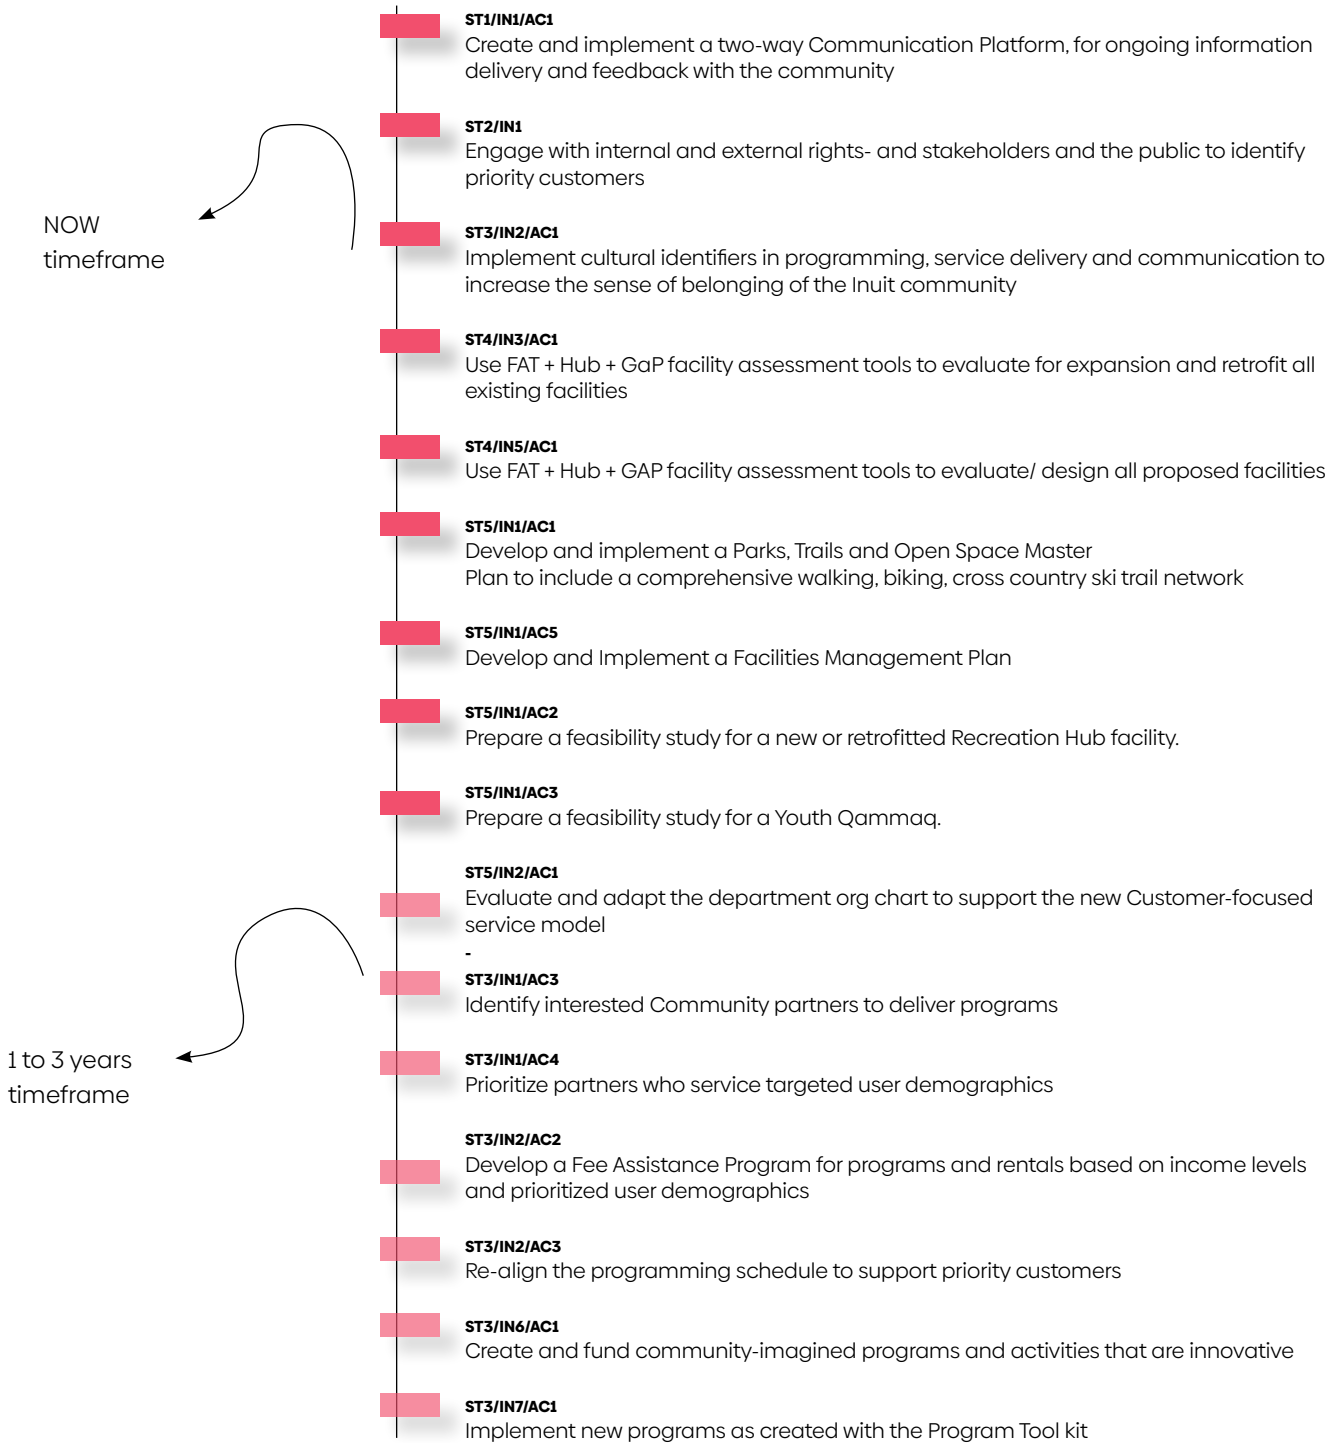 ST1/IN1/AC1
Create and implement a two-way Communication Platform, for ongoing information
delivery and feedback with the community
ST2/IN1
Engage with internal and external rights- and stakeholders and the public to identify
priority customers
NOW
timeframe
ST3/IN2/AC1
Implement cultural identifiers in programming, service delivery and communication to
increase the sense of belonging of the Inuit community
ST4/IN3/AC1
Use FAT + Hub + GaP facility assessment tools to evaluate for expansion and retrofit all
existing facilities
ST4/IN5/AC1
Use FAT + Hub + GAP facility assessment tools to evaluate/ design all proposed facilities
ST5/IN1/AC1
Develop and implement a Parks, Trails and Open Space Master
Plan to include a comprehensive walking, biking, cross country ski trail network
ST5/IN1/AC5
Develop and Implement a Facilities Management Plan
ST5/IN1/AC2
Prepare a feasibility study for a new or retrofitted Recreation Hub facility.
ST5/IN1/AC3
Prepare a feasibility study for a Youth Qammaq.
ST5/IN2/AC1
Evaluate and adapt the department org chart to support the new Customer-focused
service model
-
ST3/IN1/AC3
Identify interested Community partners to deliver programs
1 to 3 years
timeframe
ST3/IN1/AC4
Prioritize partners who service targeted user demographics
ST3/IN2/AC2
Develop a Fee Assistance Program for programs and rentals based on income levels
and prioritized user demographics
ST3/IN2/AC3
Re-align the programming schedule to support priority customers
ST3/IN6/AC1
Create and fund community-imagined programs and activities that are innovative
ST3/IN7/AC1
Implement new programs as created with the Program Tool kit